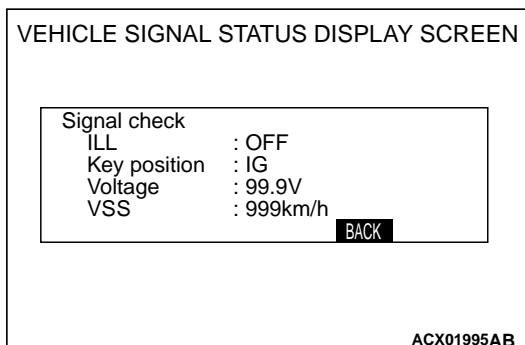 VEHICLE SIGNAL STATUS DISPLAY SCREEN
Signal check
ILL : OFF
Key position : IG
Voltage : 99.9V
VSS : 999km/h
BACK
ACX01995AB